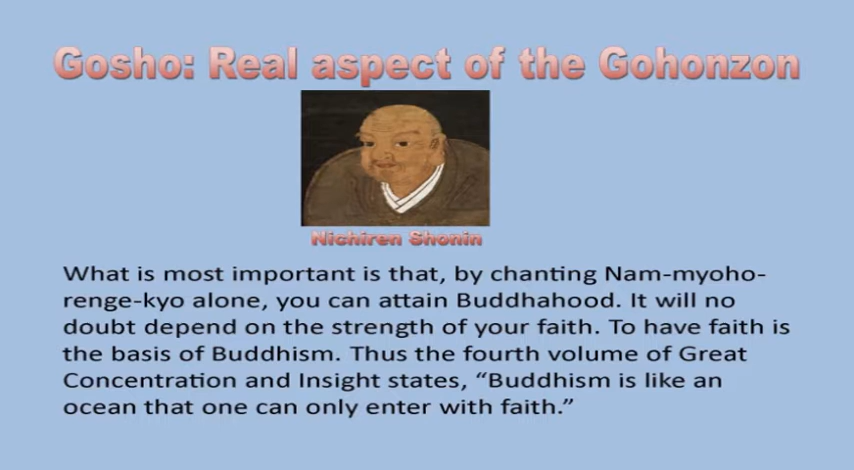 Gosho: Real aspect of the Gohonzon
Nichiren Shonin
What is most important is that, by chanting Nam-myoho-
renge-kyo alone, you can attain Buddhahood. It will no
doubt depend on the strength of your faith. To have faith is
the basis of Buddhism. Thus the fourth volume of Great
Concentration and Insight states, “Buddhism is like an
ocean that one can only enter with faith.”